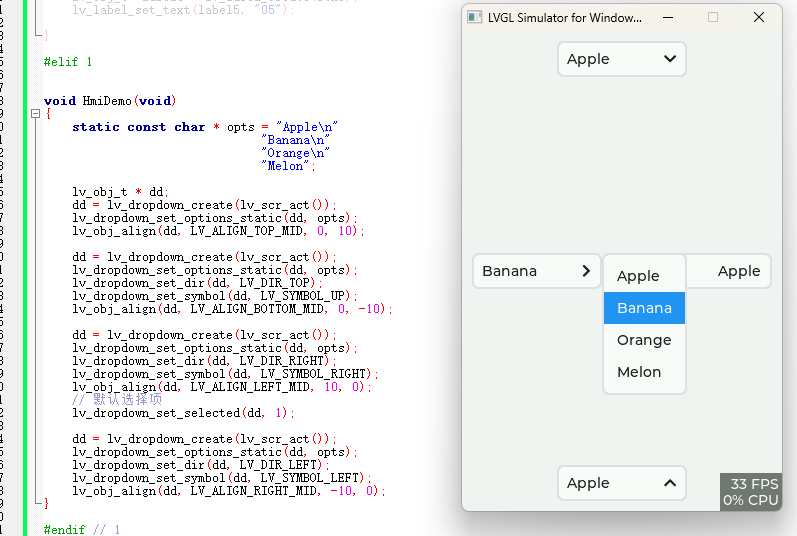 lv_label_set_text(label5, "05");
}
#elif 1
void HmiDemo(void)
{
static const char * opts = "Apple\n"
"Banana\n"
"Orange\n"
"Melon";
lv_obj_t * dd;
dd = lv_dropdown_create(lv_scr_act());
lv_dropdown_set_options_static(dd, opts);
lv_obj_align(dd, LV_ALIGN_TOP_MID, 0, 10);
dd = lv_dropdown_create(lv_scr_act());
lv_dropdown_set_options_static(dd, opts);
lv_dropdown_set_dir(dd, LV_DIR_TOP);
lv_dropdown_set_symbol(dd, LV_SYMBOL_UP);
lv_obj_align(dd, LV_ALIGN_BOTTOM_MID, 0, -10);
dd = lv_dropdown_create(lv_scr_act());
lv_dropdown_set_options_static(dd, opts);
lv_dropdown_set_dir(dd, LV_DIR_RIGHT);
lv_dropdown_set_symbol(dd, LV_SYMBOL_RIGHT);
lv_obj_align(dd, LV_ALIGN_LEFT_MID, 10, 0);
// 默认选择项
lv_dropdown_set_selected(dd, 1);
dd = lv_dropdown_create(lv_scr_act());
lv_dropdown_set_options_static(dd, opts);
lv_dropdown_set_dir(dd, LV_DIR_LEFT);
lv_dropdown_set_symbol(dd, LV_SYMBOL_LEFT);
lv_obj_align(dd, LV_ALIGN_RIGHT_MID, -10, 0);
}
#endif // 1
LVGL Simulator for Window...
Apple
Banana
Apple
Banana
Orange
Melon
Apple
Apple
33 FPS
0% CPU